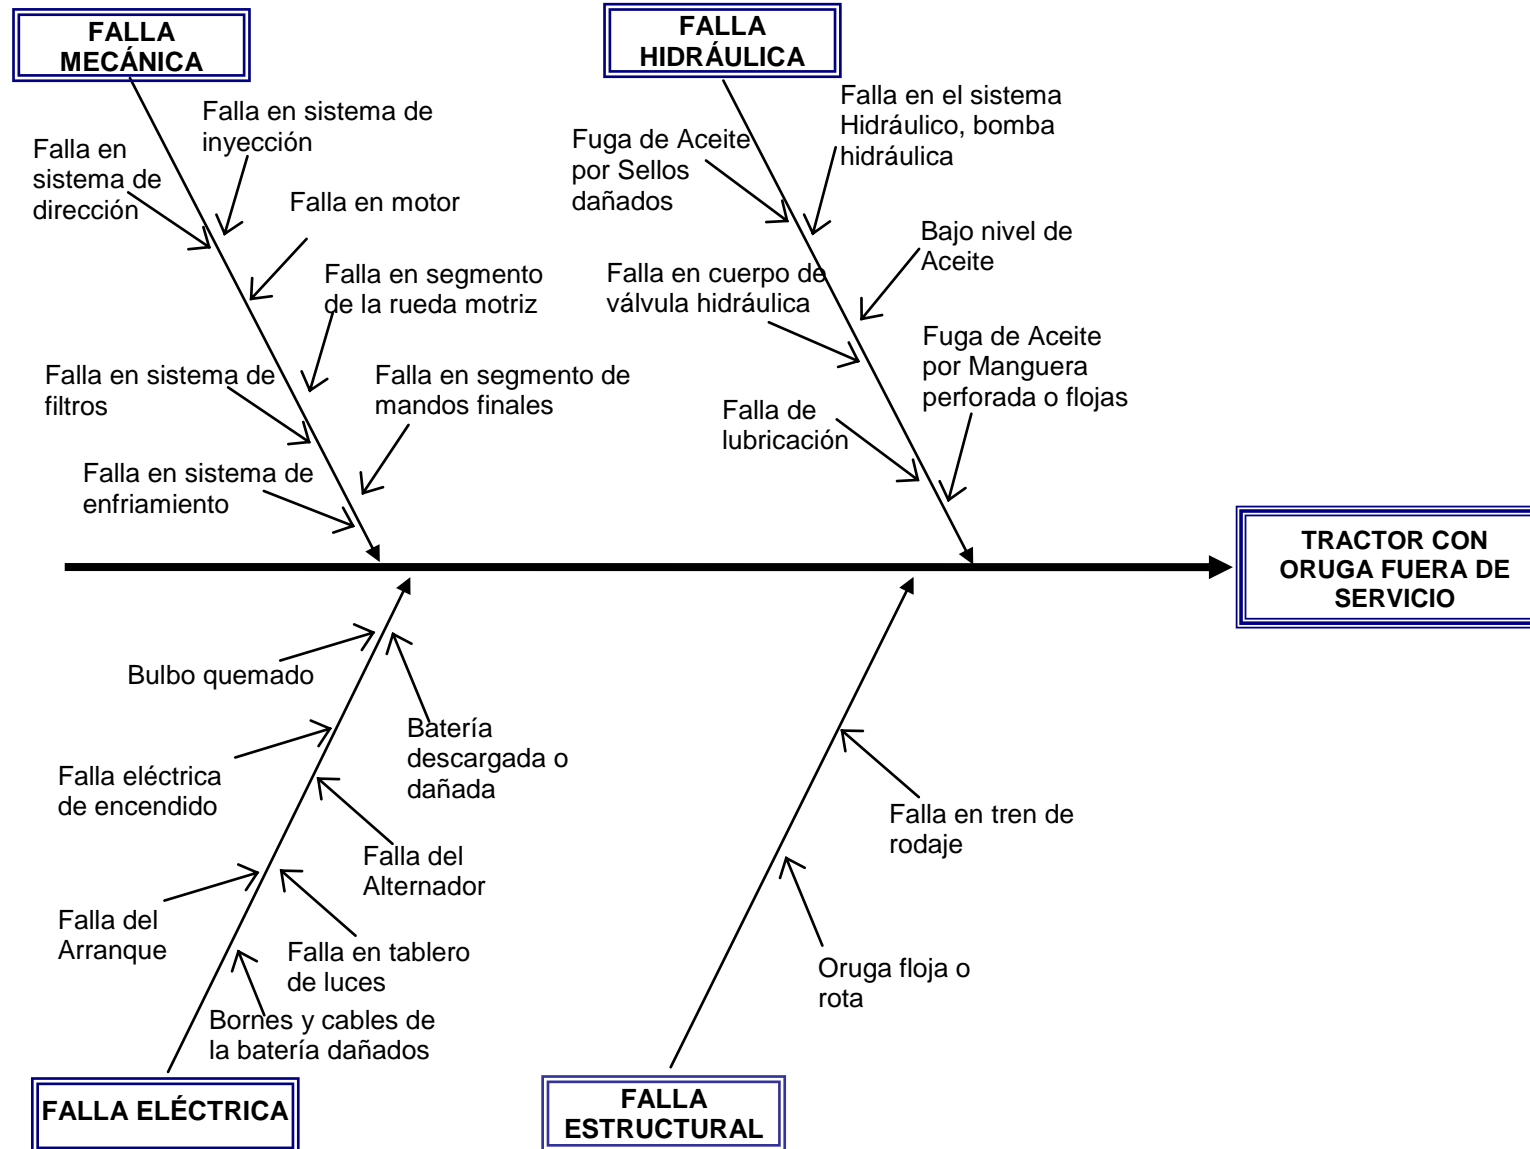 FALLA
MECÁNICA
FALLA
HIDRÁULICA
Falla en sistema de
inyección
Falla en
sistema de
dirección
Falla en motor
Falla en segmento
de la rueda motriz
Falla en sistema de
filtros
Falla en segmento de
mandos finales
Falla en sistema de
enfriamiento
Fuga de Aceite
por Sellos
dañados
Falla en el sistema
Hidráulico, bomba
hidráulica
Bajo nivel de
Aceite
Falla en cuerpo de
válvula hidráulica
Fuga de Aceite
por Manguera
perforada o flojas
Falla de
lubricación
TRACTOR CON
ORUGA FUERA DE
SERVICIO
Bulbo quemado
Batería
descargada o
dañada
Falla eléctrica
de encendido
Falla del
Alternador
Falla del
Arranque
Falla en tablero
de luces
Bornes y cables de
la batería dañados
Falla en tren de
rodaje
Oruga floja o
rota
FALLA ELÉCTRICA
FALLA
ESTRUCTURAL